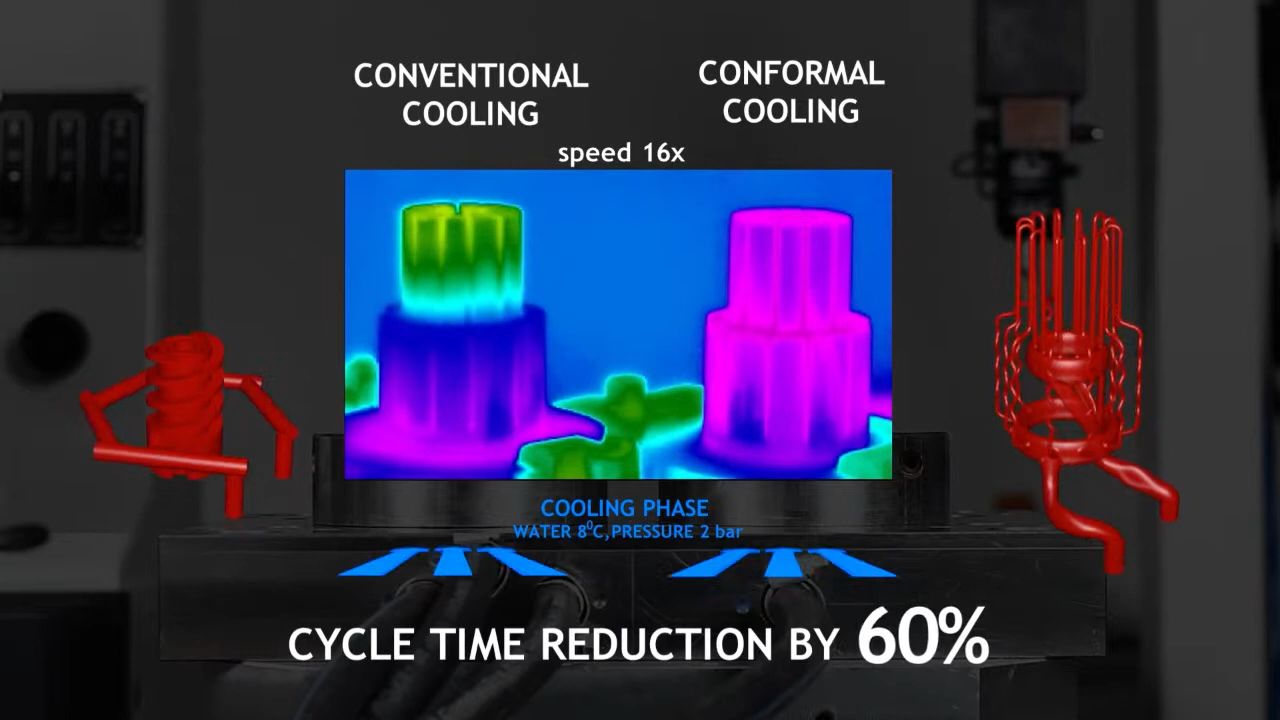 CONVENTIONAL
COOLING
CONFORMAL
COOLING
speed 16x
COOLING PHASE
WATER 8⁰C,PRESSURE 2 bar
CYCLE TIME REDUCTION BY 60%